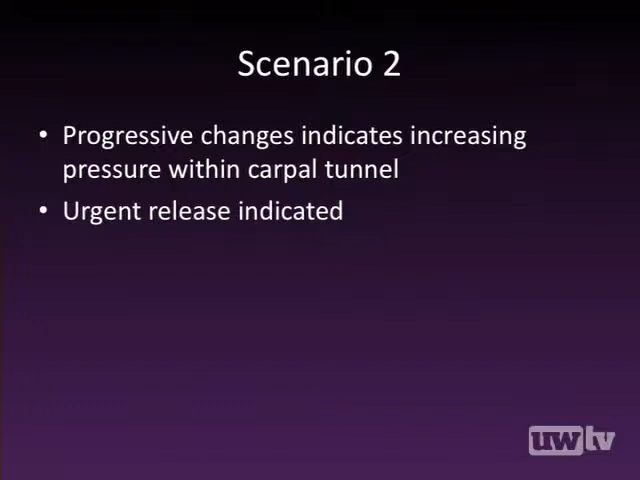 Scenario 2
• Progressive changes indicates increasing
pressure within carpal tunnel
• Urgent release indicated
uwtv